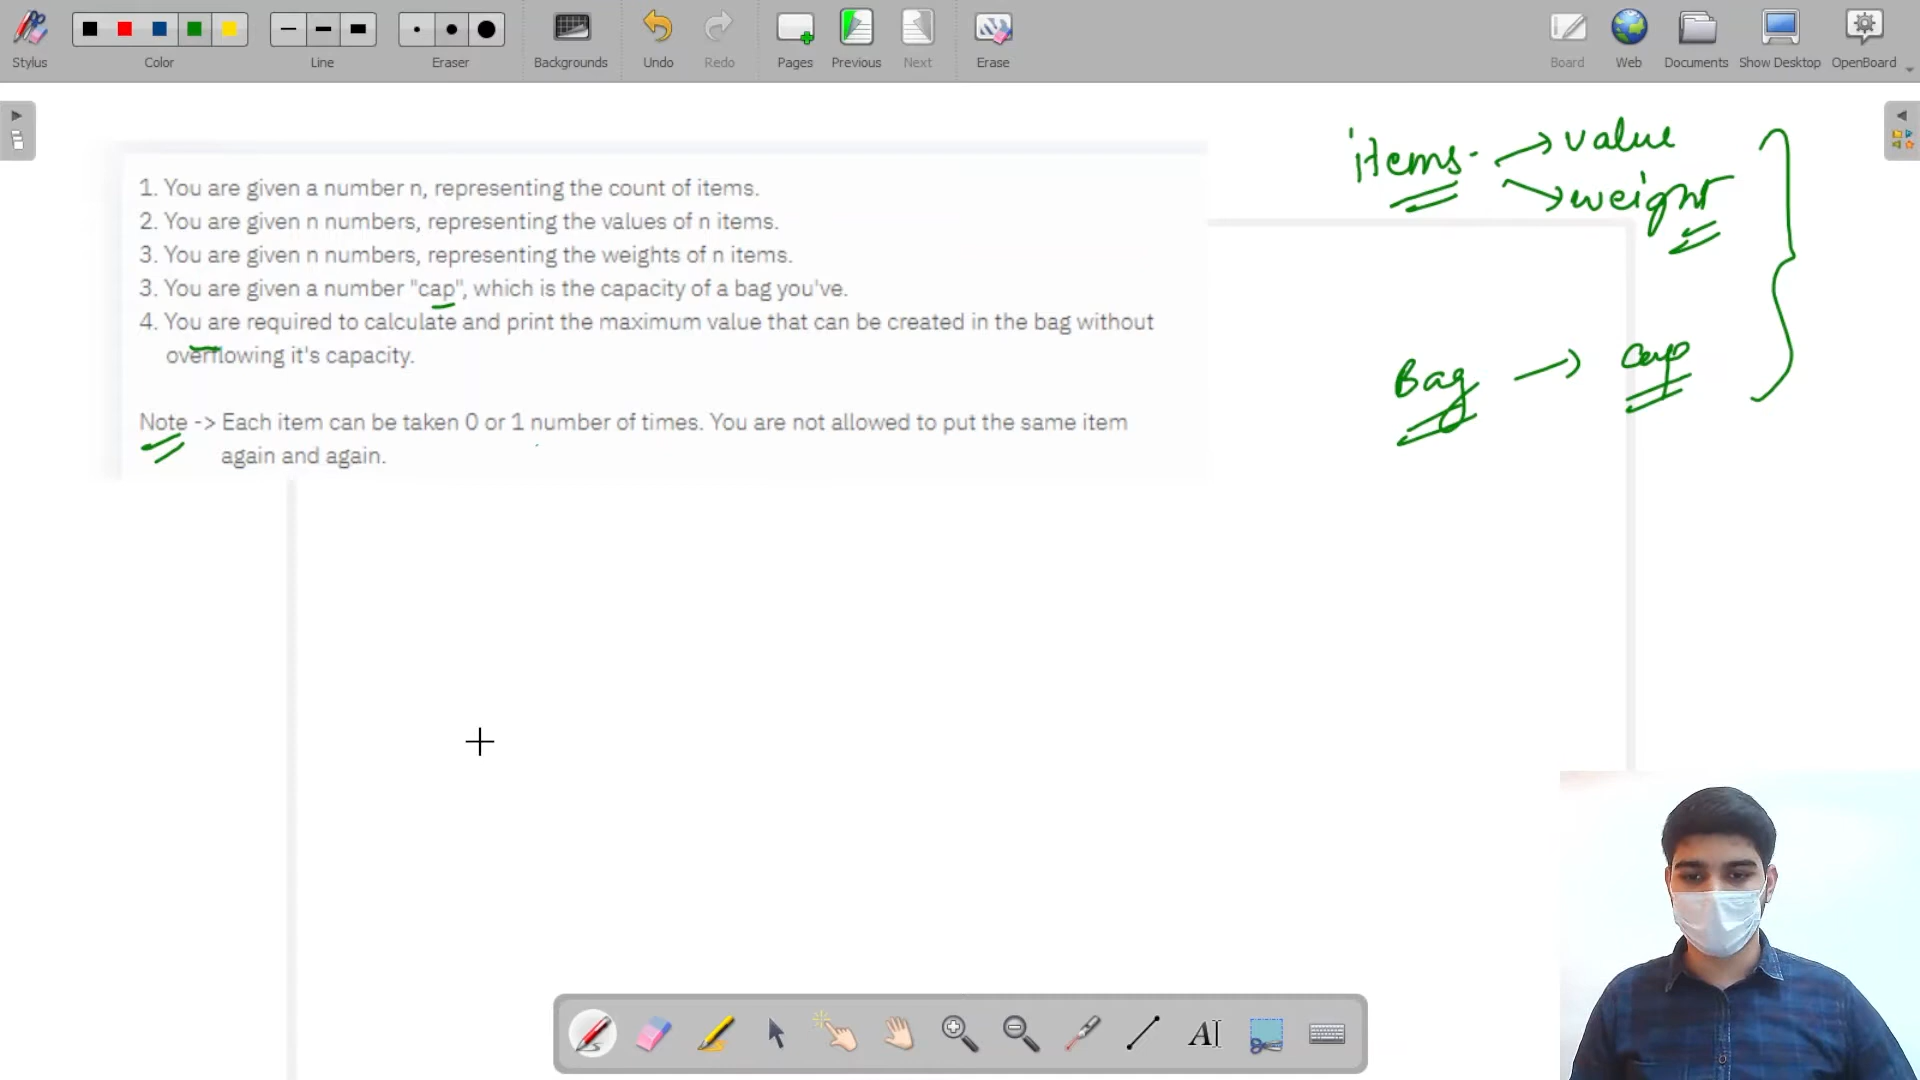 Stylus
Color
Line
Eraser
Backgrounds
Undo
Redo
Pages
Previous
Next
Erase
Board
Web
Documents
Show Desktop
OpenBoard
1. You are given a number n, representing the count of items.
2. You are given n numbers, representing the values of n items.
3. You are given n numbers, representing the weights of n items.
3. You are given a number "cap", which is the capacity of a bag you've.
4. You are required to calculate and print the maximum value that can be created in the bag without
overflowing it's capacity.
Note -> Each item can be taken 0 or 1 number of times. You are not allowed to put the same item
again and again.
items
value
weight
Bag
cap